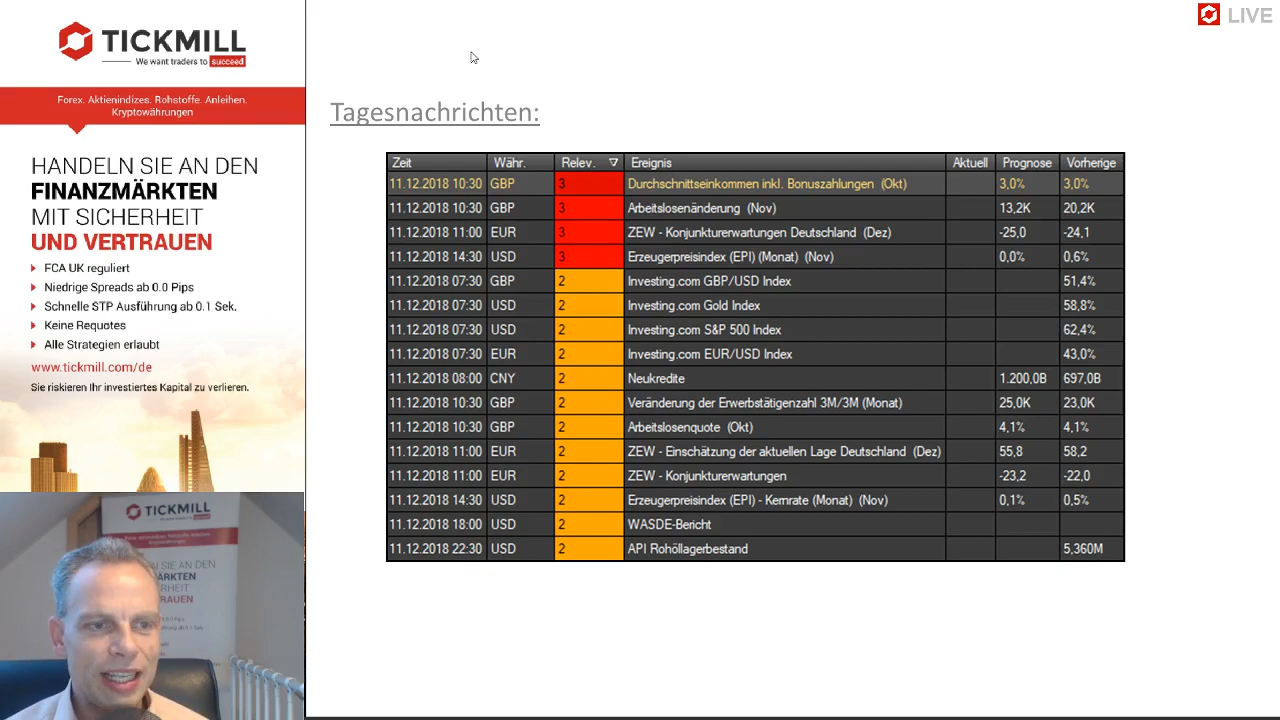 TICKMILL
We want traders to succeed
LIVE
Forex. Aktienindizes. Rohstoffe. Anleihen.
Kryptowährungen
HANDELN SIE AN DEN
FINANZMÄRKTEN
MIT SICHERHEIT
UND VERTRAUEN
FCA UK reguliert
Niedrige Spreads ab 0.0 Pips
Schnelle STP Ausführung ab 0.1 Sek.
Keine Requotes
Alle Strategien erlaubt
www.tickmill.com/de
Sie riskieren Ihr investiertes Kapital zu verlieren.
Tagesnachrichten:
Zeit Währ. Relev. Ereignis Aktuell Prognose Vorherige
11.12.2018 10:30 GBP 3 Durchschnittseinkommen inkl. Bonuszahlungen (Okt) 3,0% 3,0%
11.12.2018 10:30 GBP 3 Arbeitslosenänderung (Nov) 13,2K 20,2K
11.12.2018 11:00 EUR 3 ZEW - Konjunkturerwartungen Deutschland (Dez) -25,0 -24,1
11.12.2018 14:30 USD 3 Erzeugerpreisindex (EPI) (Monat) (Nov) 0,0% 0,6%
11.12.2018 07:30 GBP 2 Investing.com GBP/USD Index 51,4%
11.12.2018 07:30 USD 2 Investing.com Gold Index 58,8%
11.12.2018 07:30 USD 2 Investing.com S&P 500 Index 62,4%
11.12.2018 07:30 EUR 2 Investing.com EUR/USD Index 43,0%
11.12.2018 08:00 CNY 2 Neukredite 1.200,0B 697,0B
11.12.2018 10:30 GBP 2 Veränderung der Erwerbstätigenzahl 3M/3M (Monat) 25,0K 23,0K
11.12.2018 10:30 GBP 2 Arbeitslosenquote (Okt) 4,1% 4,1%
11.12.2018 11:00 EUR 2 ZEW - Einschätzung der aktuellen Lage Deutschland (Dez) 55,8 58,2
11.12.2018 11:00 EUR 2 ZEW - Konjunkturerwartungen -23,2 -22,0
11.12.2018 14:30 USD 2 Erzeugerpreisindex (EPI) - Kernrate (Monat) (Nov) 0,1% 0,5%
11.12.2018 18:00 USD 2 WASDE-Bericht
11.12.2018 22:30 USD 2 API Rohöllagerbestand 5,360M
TICKMILL